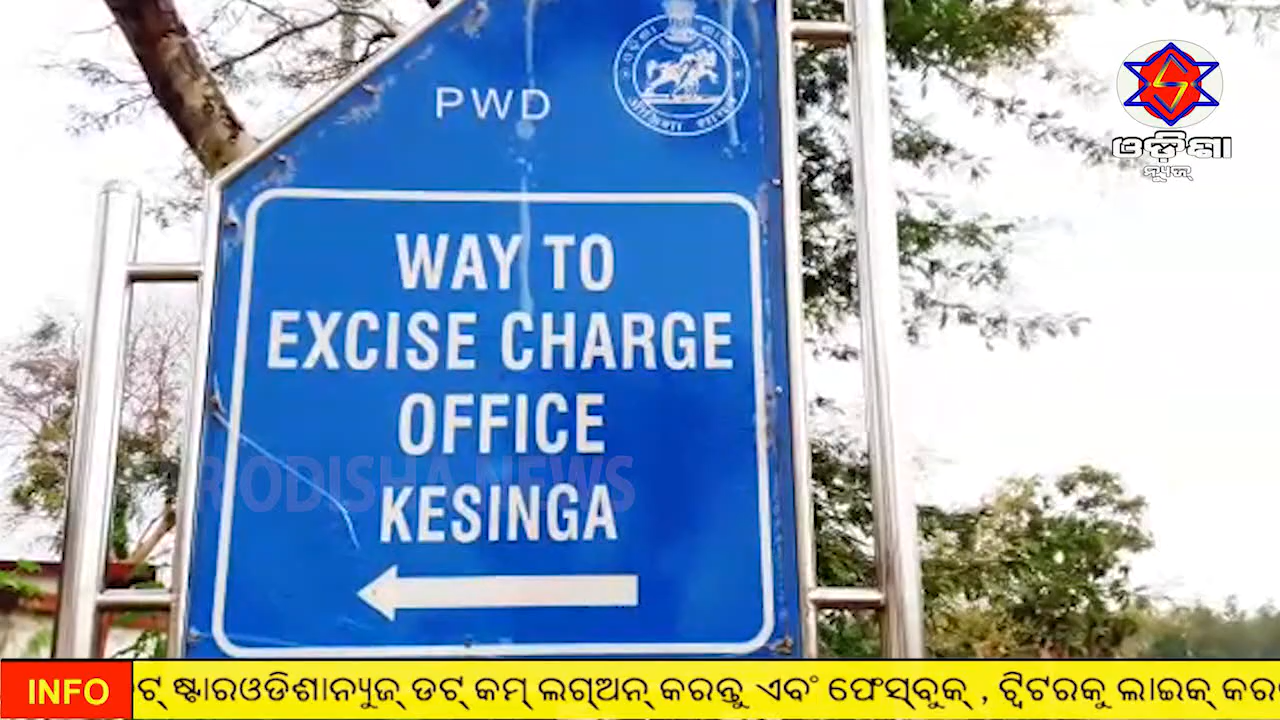 PWD
ଓଡ଼ିଶା
ନ୍ୟୁଜ୍
WAY TO
EXCISE CHARGE
OFFICE
KESINGA
R ODISHA NEWS
INFO
ଟ୍ ଷ୍ଟାରଓଡିଶାନ୍ୟୁଜ୍ ଡଟ୍ କମ୍ ଲଗ୍ଅନ୍ କରନ୍ତୁ ଏବଂ ଫେସ୍‌ବୁକ୍ , ଟ୍ୱିଟରକୁ ଲାଇକ୍